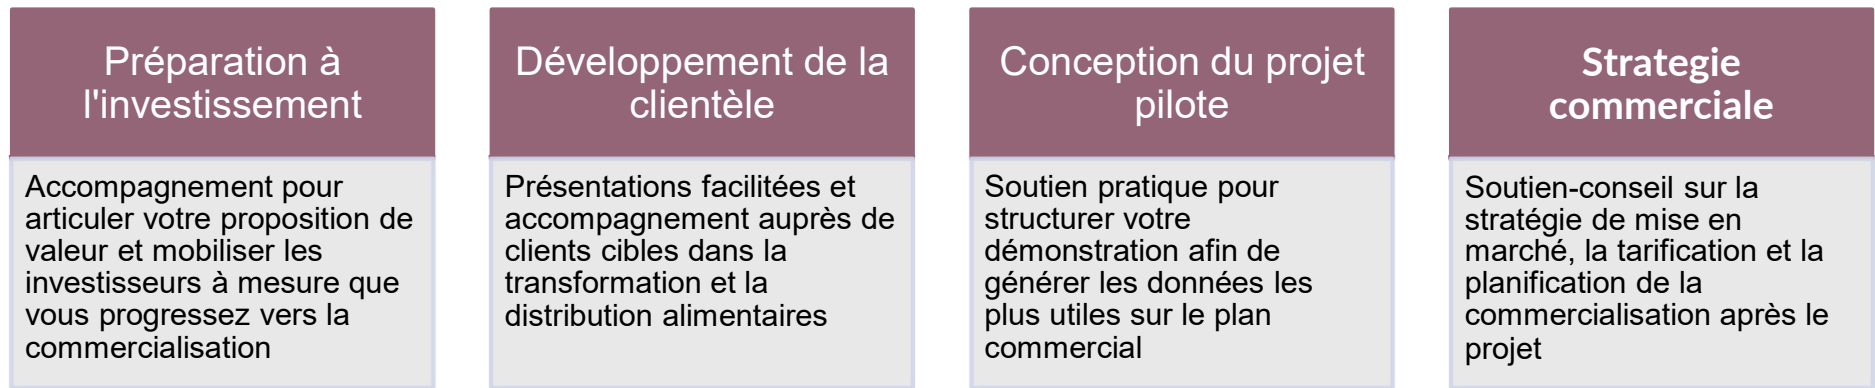 Préparation à
l'investissement
Accompagnement pour
articuler votre proposition de
valeur et mobiliser les
investisseurs à mesure que
vous progressez vers la
commercialisation
Développement de la
clientèle
Présentations facilitées et
accompagnement auprès de
clients cibles dans la
transformation et la
distribution alimentaires
Conception du projet
pilote
Soutien pratique pour
structurer votre
démonstration afin de
générer les données les
plus utiles sur le plan
commercial
Strategie
commerciale
Soutien-conseil sur la
stratégie de mise en
marché, la tarification et la
planification de la
commercialisation après le
projet